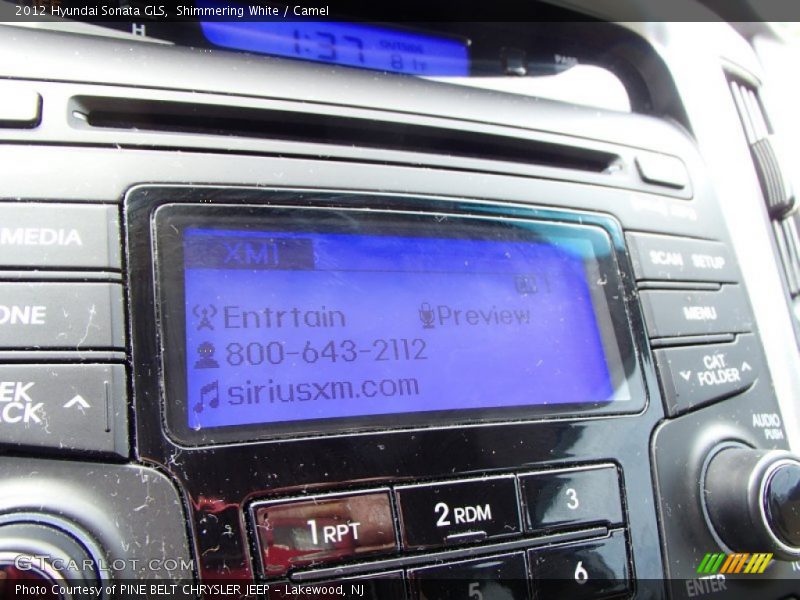 2012 Hyundai Sonata GLS, Shimmering White / Camel
H
1:37
81F
PASS
MEDIA
SCAN SETUP
XM1
Entrtain Preview
ONE
MENU
800-643-2112
CAT
FOLDER
EK
CK
siriusxm.com
AUDIO
PUSH
1 RPT
2 RDM
3
5
6
ENTER
GTCARLOT.COM
Photo Courtesy of PINE BELT CHRYSLER JEEP - Lakewood, NJ